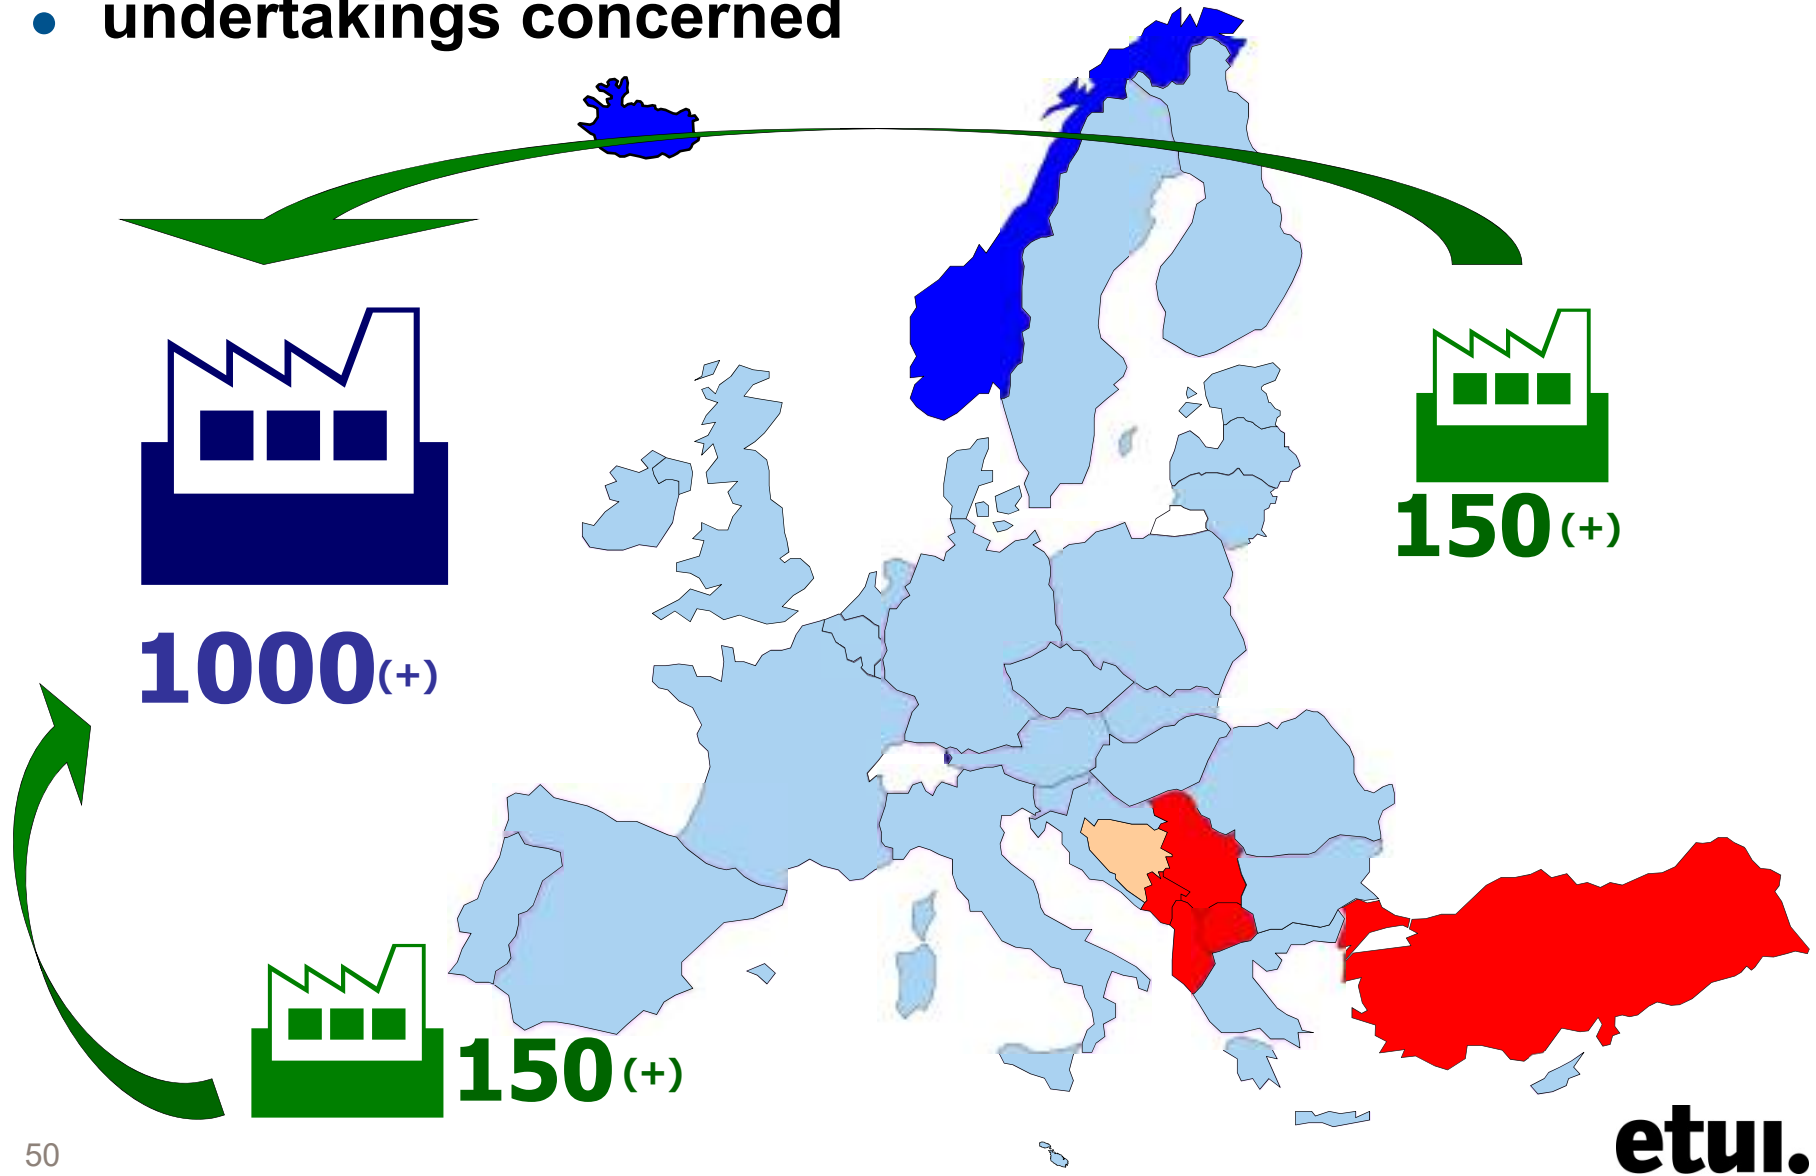 • undertakings concerned
150 (+)
1000(+)
150 (+)
50
etui.